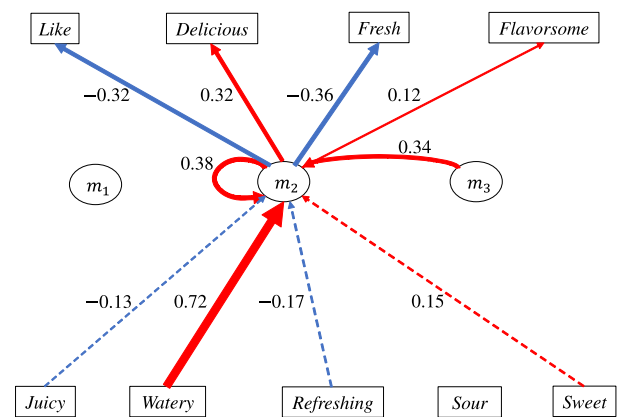 Like Delicious Fresh Flavorsome
−0.32 0.32 −0.36 0.12
0.38 0.34
m₁ m₂ m₃
−0.13 0.72 −0.17 0.15
Juicy Watery Refreshing Sour Sweet